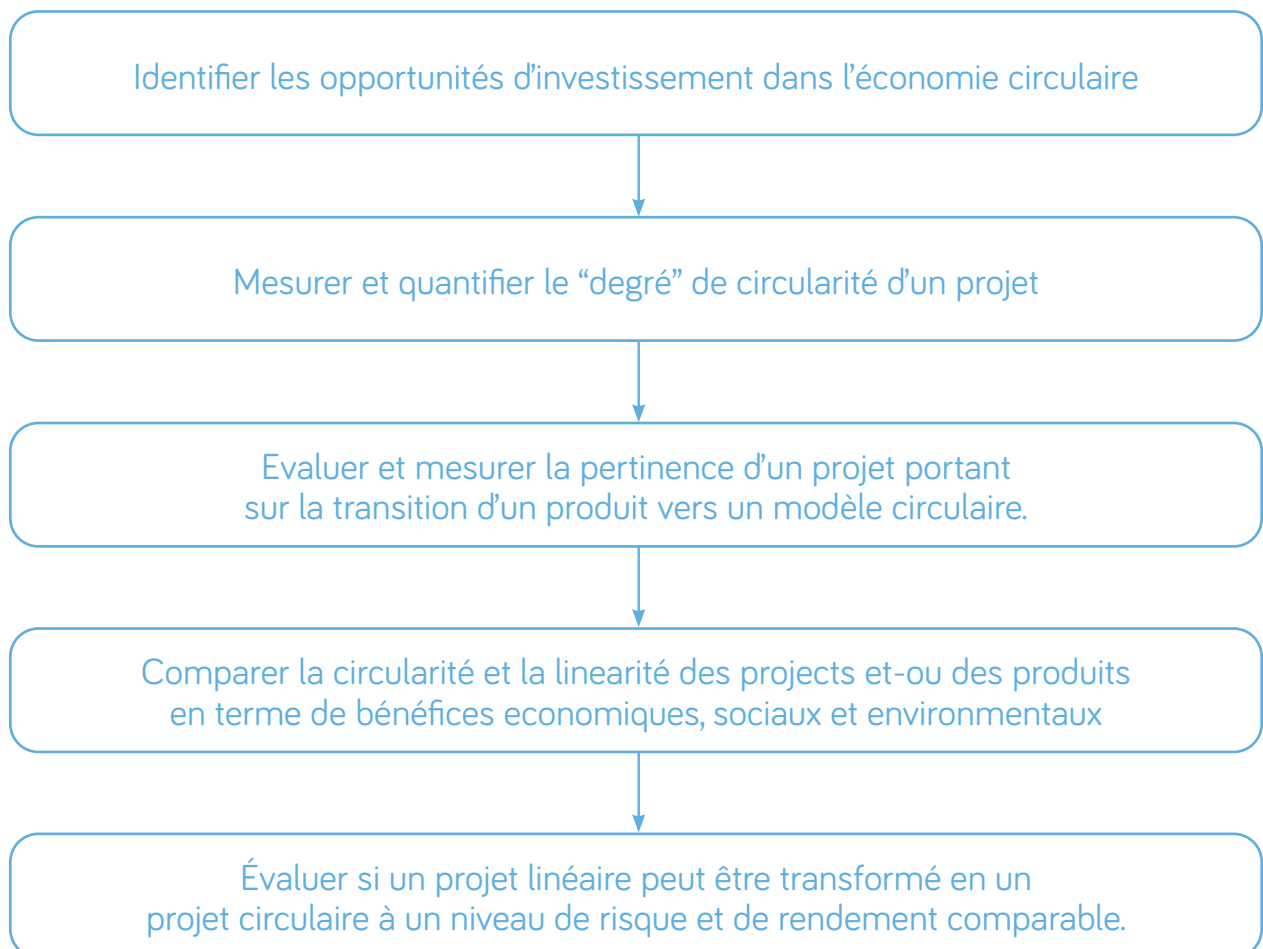 Identifier les opportunités d'investissement dans l'économie circulaire
Mesurer et quantifier le “degré” de circularité d'un projet
Evaluer et mesurer la pertinence d'un projet portant
sur la transition d'un produit vers un modèle circulaire.
Comparer la circularité et la linearité des projects et-ou des produits
en terme de bénéfices economiques, sociaux et environmentaux
Évaluer si un projet linéaire peut être transformé en un
projet circulaire à un niveau de risque et de rendement comparable.